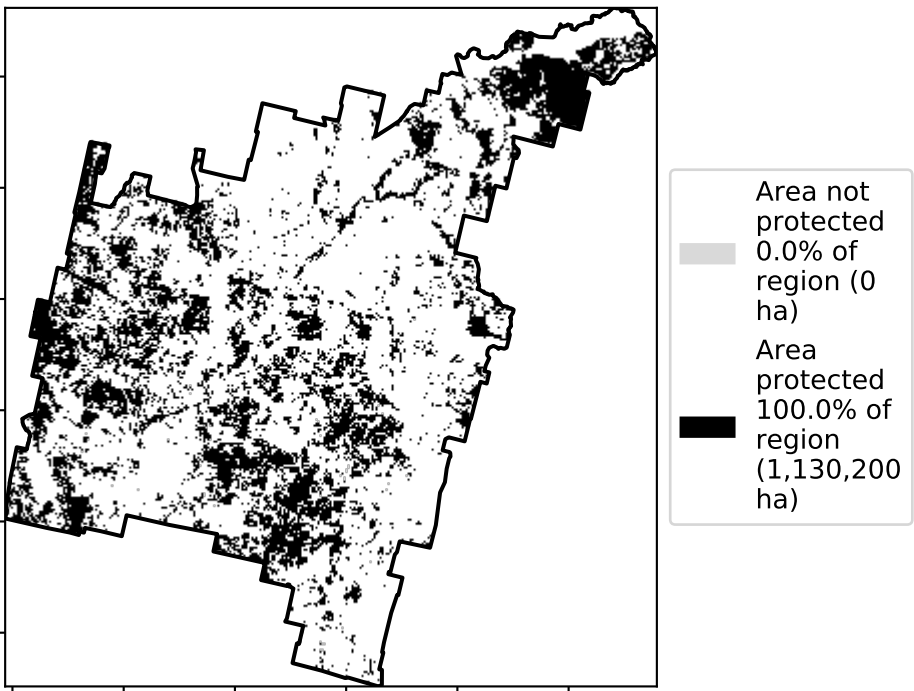 Area not
protected
0.0% of
region (0
ha)
Area
protected
100.0% of
region
(1,130,200
ha)